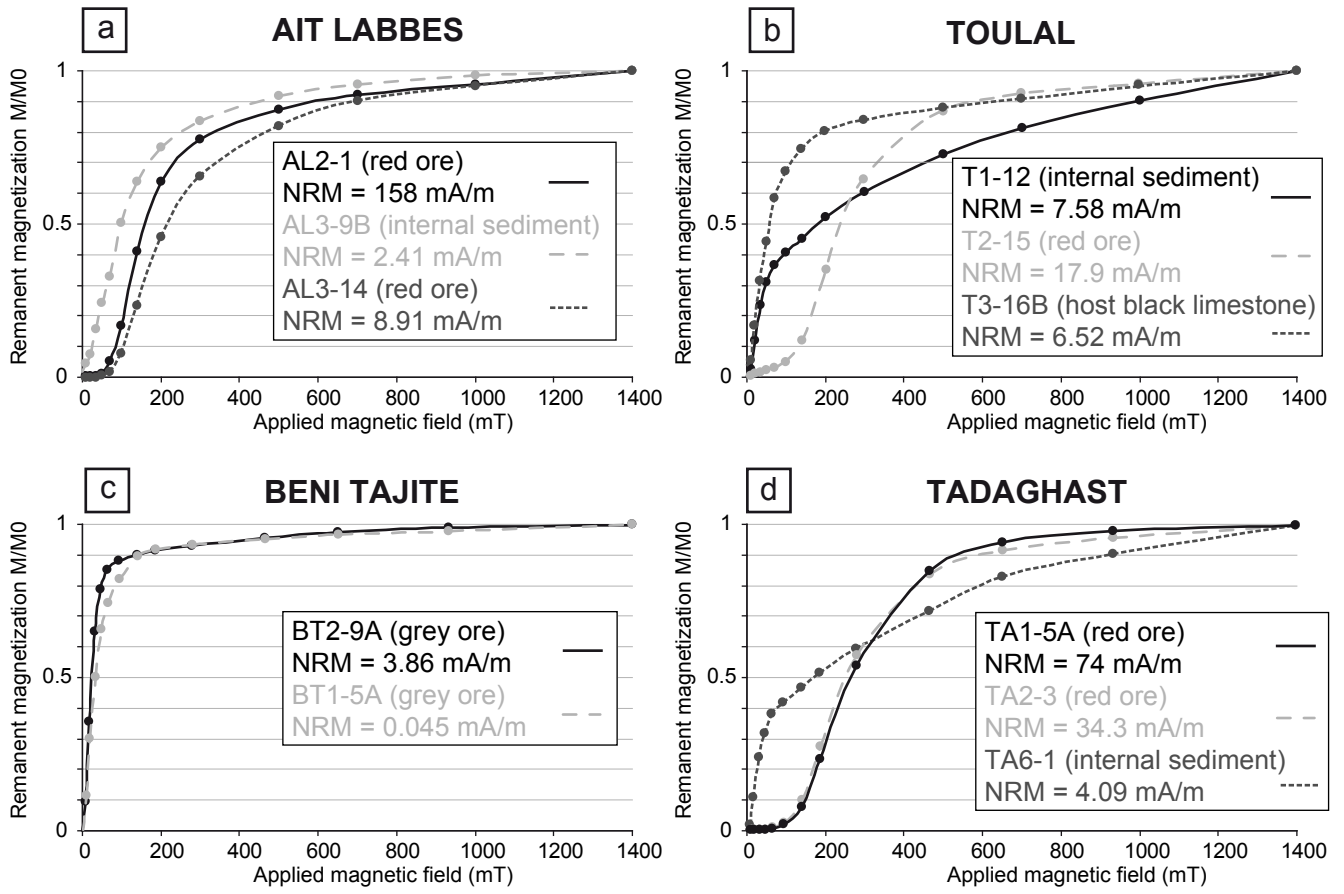 a
AIT LABBES
Remanent magnetization M/M0
1
0.5
0
AL2-1 (red ore)
NRM = 158 mA/m
AL3-9B (internal sediment)
NRM = 2.41 mA/m
AL3-14 (red ore)
NRM = 8.91 mA/m
0 200 400 600 800 1000 1200 1400
Applied magnetic field (mT)
b
TOULAL
Remanent magnetization M/M0
1
0.5
0
T1-12 (internal sediment)
NRM = 7.58 mA/m
T2-15 (red ore)
NRM = 17.9 mA/m
T3-16B (host black limestone)
NRM = 6.52 mA/m
0 200 400 600 800 1000 1200 1400
Applied magnetic field (mT)
c
BENI TAJITE
Remanent magnetization M/M0
1
0.5
0
BT2-9A (grey ore)
NRM = 3.86 mA/m
BT1-5A (grey ore)
NRM = 0.045 mA/m
0 200 400 600 800 1000 1200 1400
Applied magnetic field (mT)
d
TADAGHAST
Remanent magnetization M/M0
1
0.5
0
TA1-5A (red ore)
NRM = 74 mA/m
TA2-3 (red ore)
NRM = 34.3 mA/m
TA6-1 (internal sediment)
NRM = 4.09 mA/m
0 200 400 600 800 1000 1200 1400
Applied magnetic field (mT)